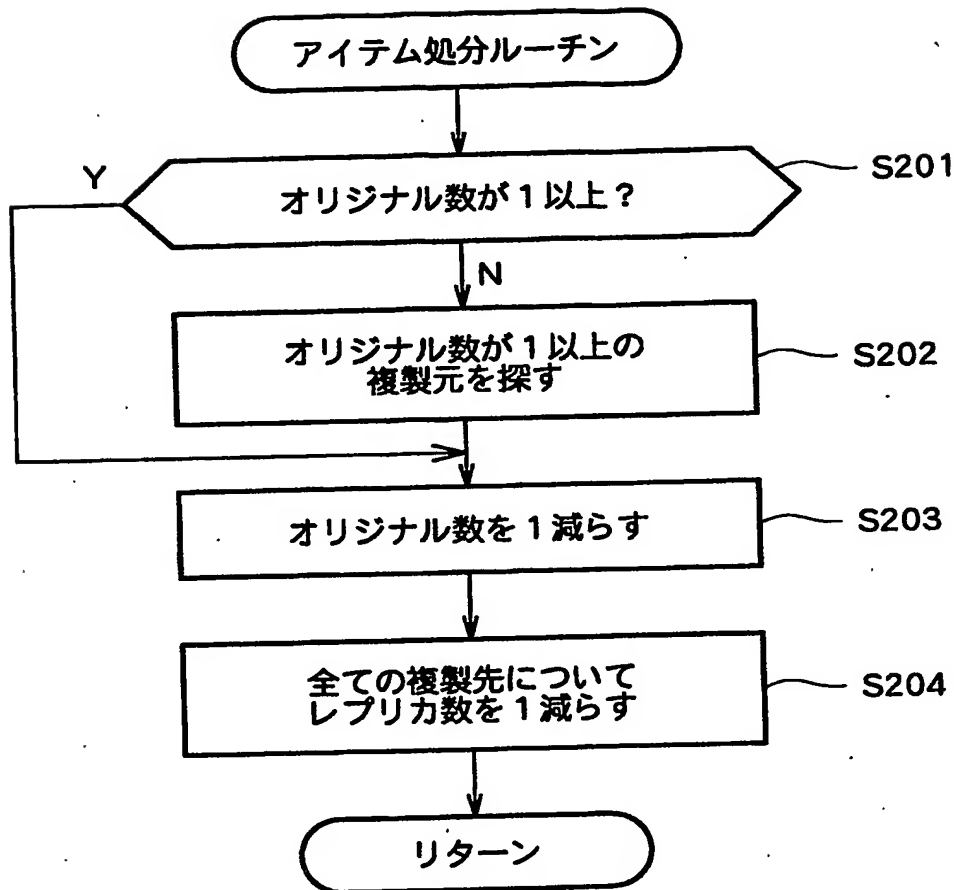 アイテム処分ルーチン
S201
Y
オリジナル数が1以上?
N
オリジナル数が1以上の
複製元を探す
S202
オリジナル数を1減らす
S203
全ての複製先について
レプリカ数を1減らす
S204
リターン